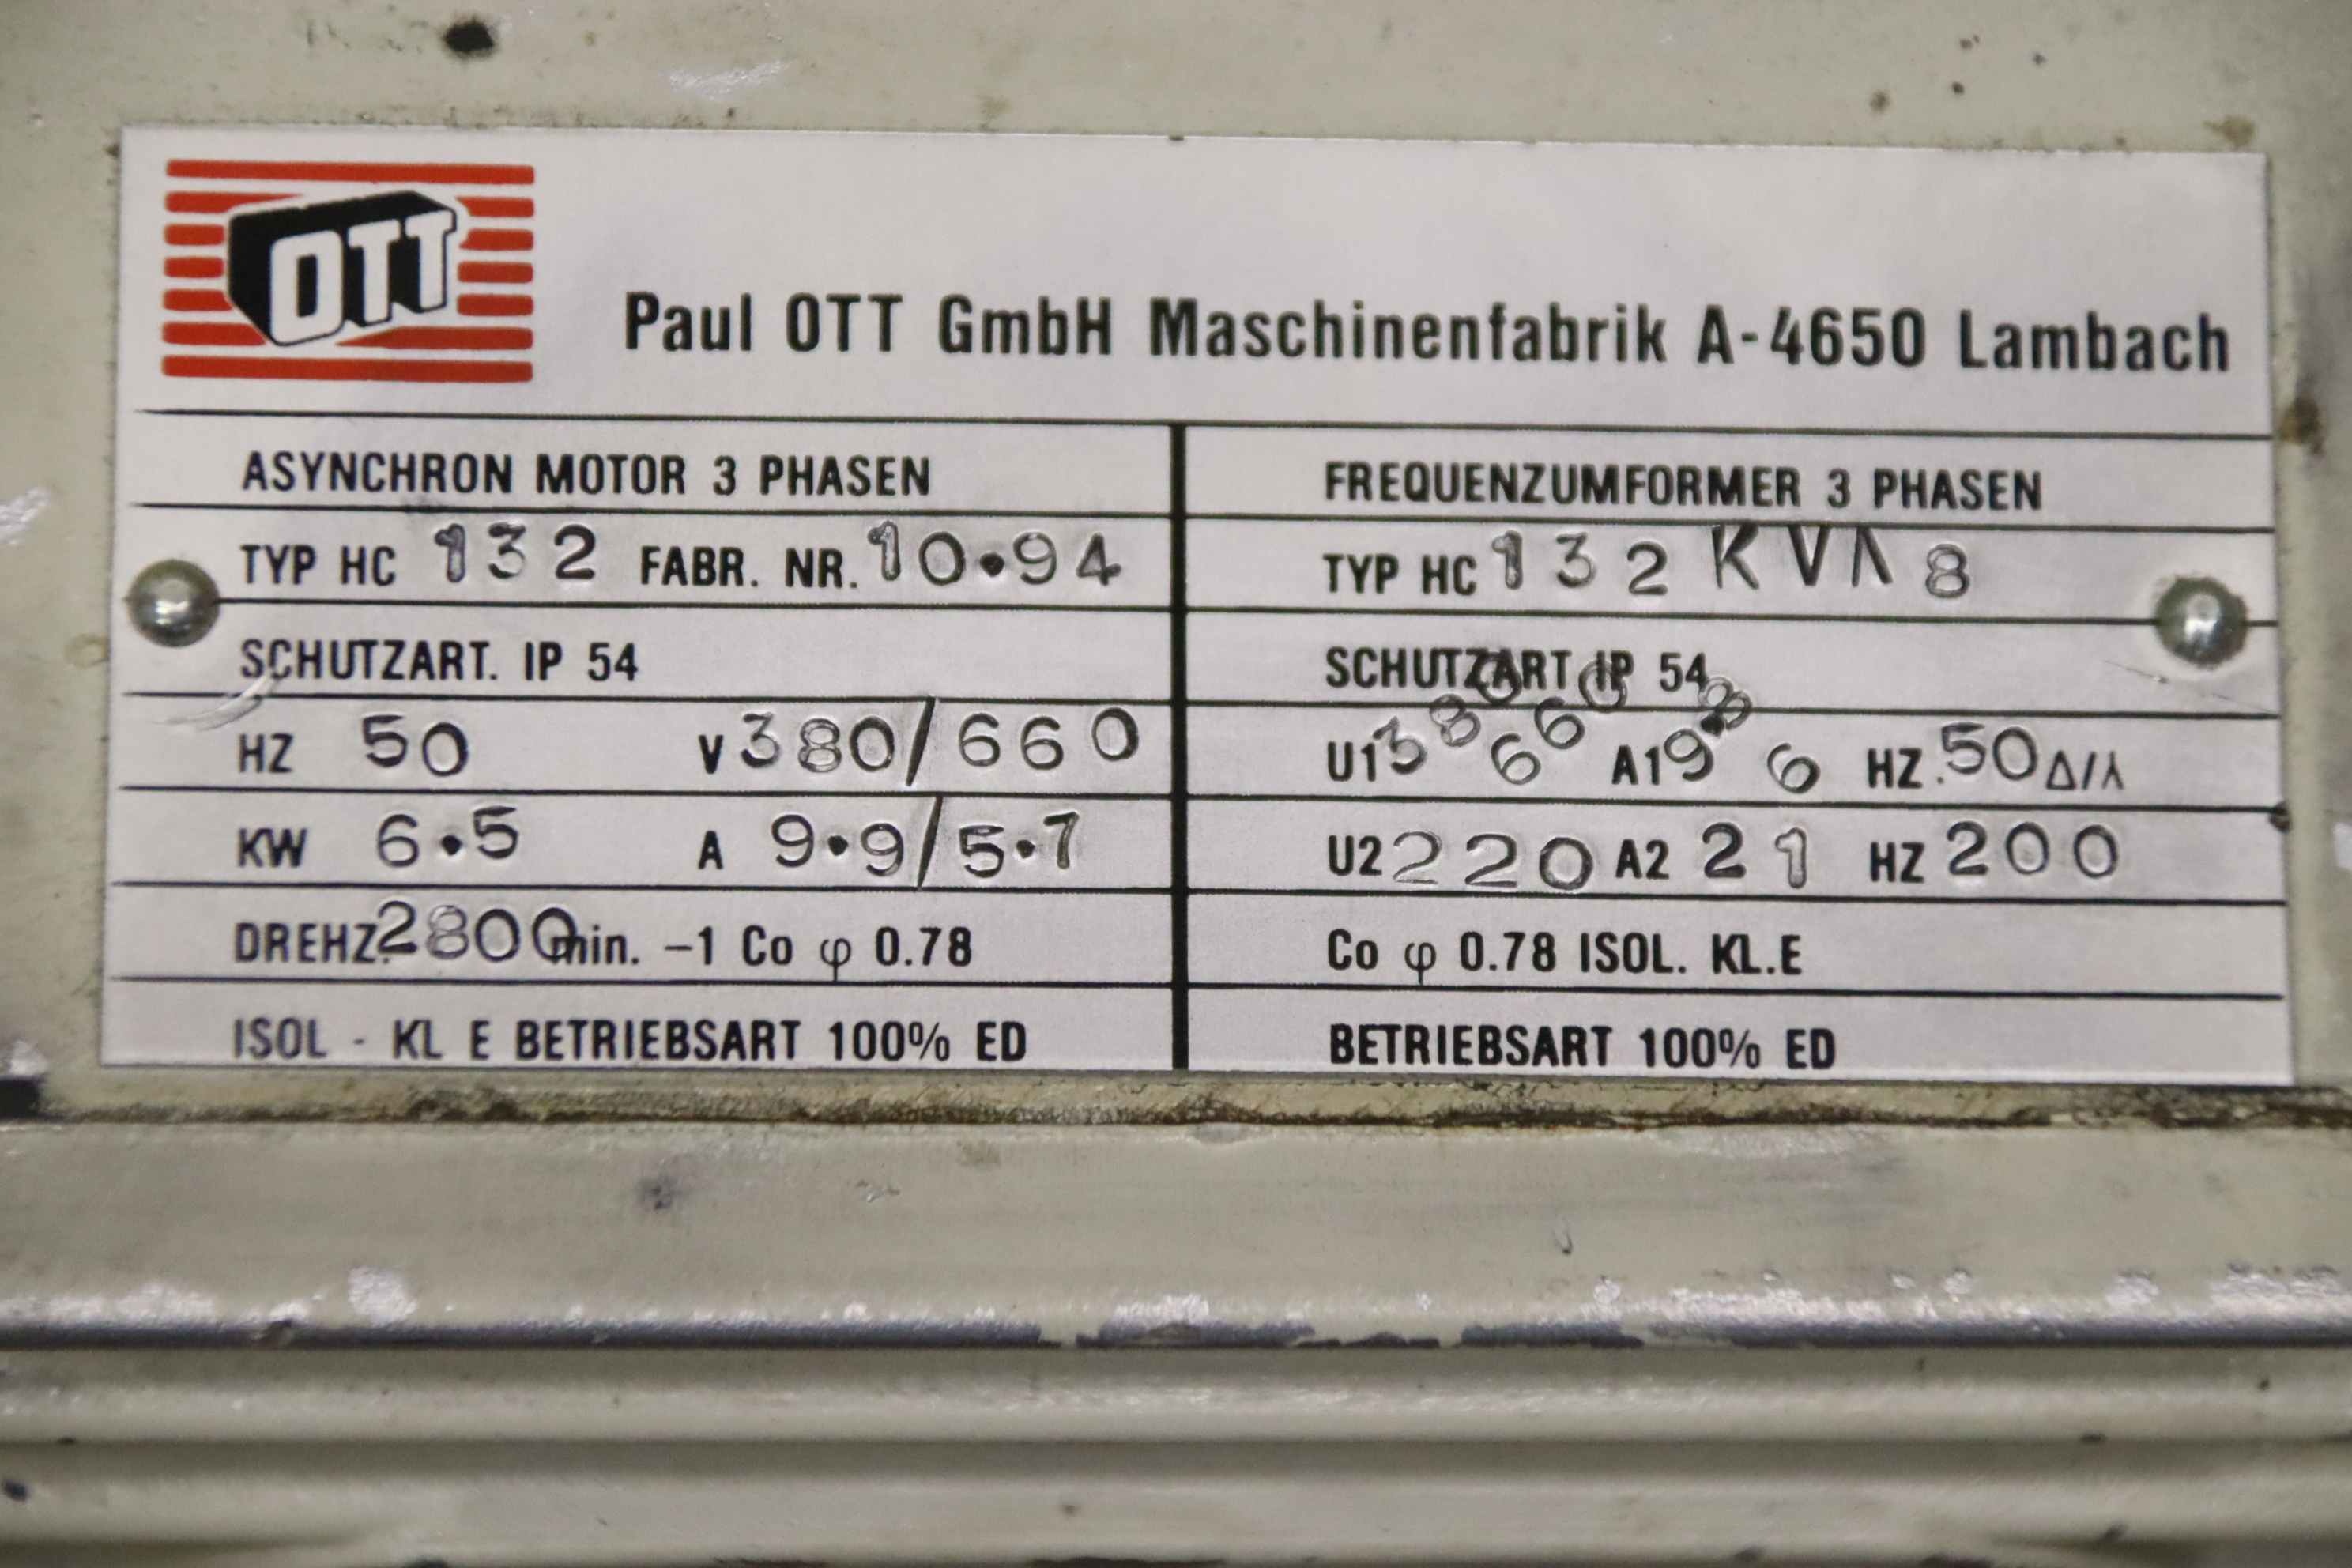 OTT
Paul OTT GmbH Maschinenfabrik A-4650 Lambach
ASYNCHRON MOTOR 3 PHASEN
TYP HC 132 FABR. NR. 10.94
SCHUTZART. IP 54
HZ 50 V 380/660
KW 6.5 A 9.9/5.7
DREHZ. 2800 min. -1 Co φ 0.78
ISOL - KL E BETRIEBSART 100% ED
FREQUENZUMFORMER 3 PHASEN
TYP HC 132 KVA 8
SCHUTZART IP 54
U1 380 660 A1 HZ. 50 Δ/⅄
U2 220 A2 21 HZ 200
Co φ 0.78 ISOL. KL.E
BETRIEBSART 100% ED